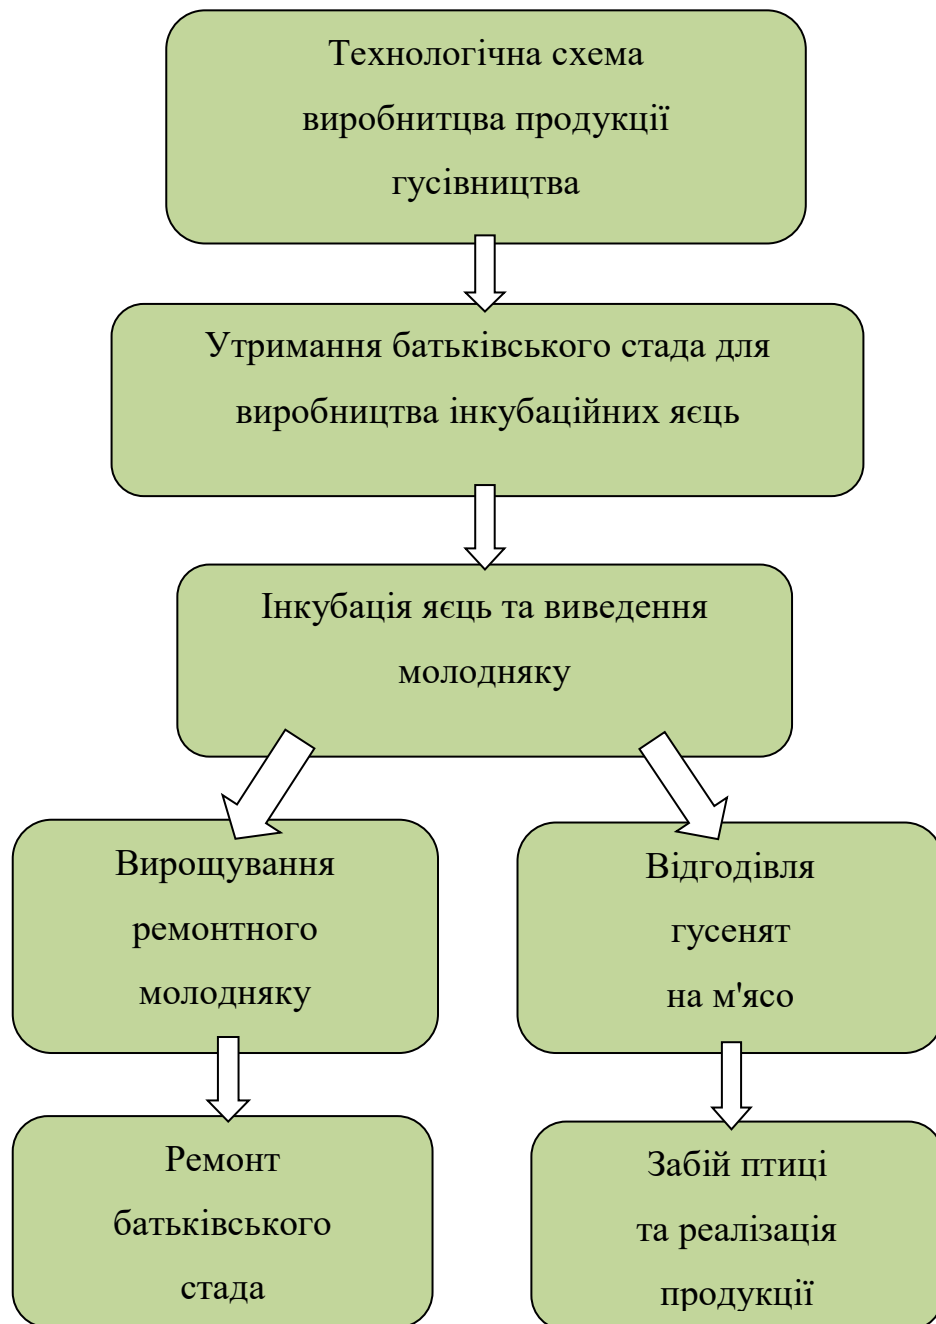 Технологічна схема
виробнитцва продукції
гусівництва
Утримання батьківського стада для
виробництва інкубаційних яєць
Інкубація яєць та виведення
молодняку
Вирощування
ремонтного
молодняку
Відгодівля
гусенят
на м'ясо
Ремонт
батьківського
стада
Забій птиці
та реалізація
продукції